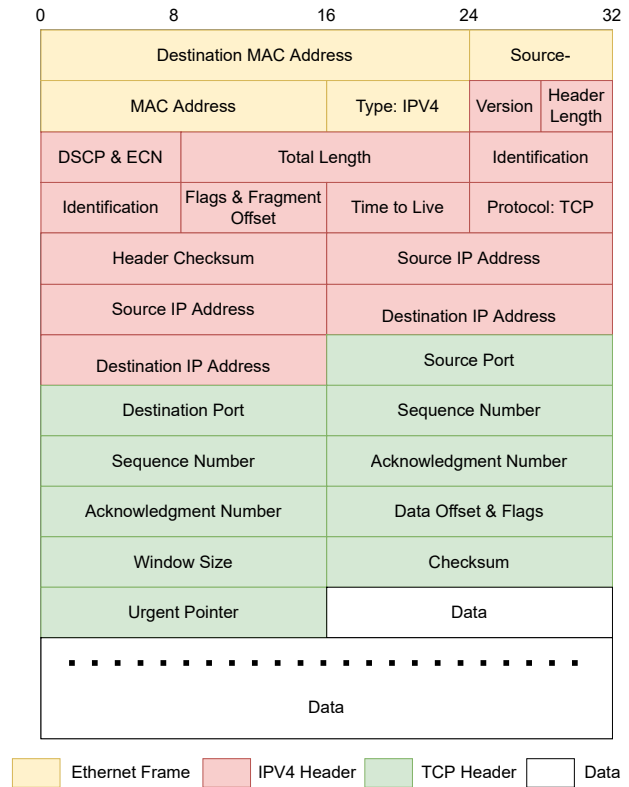 0 8 16 24 32
Destination MAC Address Source-
MAC Address Type: IPV4 Version Header
Length
DSCP & ECN Total Length Identification
Identification Flags & Fragment
Offset Time to Live Protocol: TCP
Header Checksum Source IP Address
Source IP Address Destination IP Address
Destination IP Address Source Port
Destination Port Sequence Number
Sequence Number Acknowledgment Number
Acknowledgment Number Data Offset & Flags
Window Size Checksum
Urgent Pointer Data
Data
Ethernet Frame IPV4 Header TCP Header Data